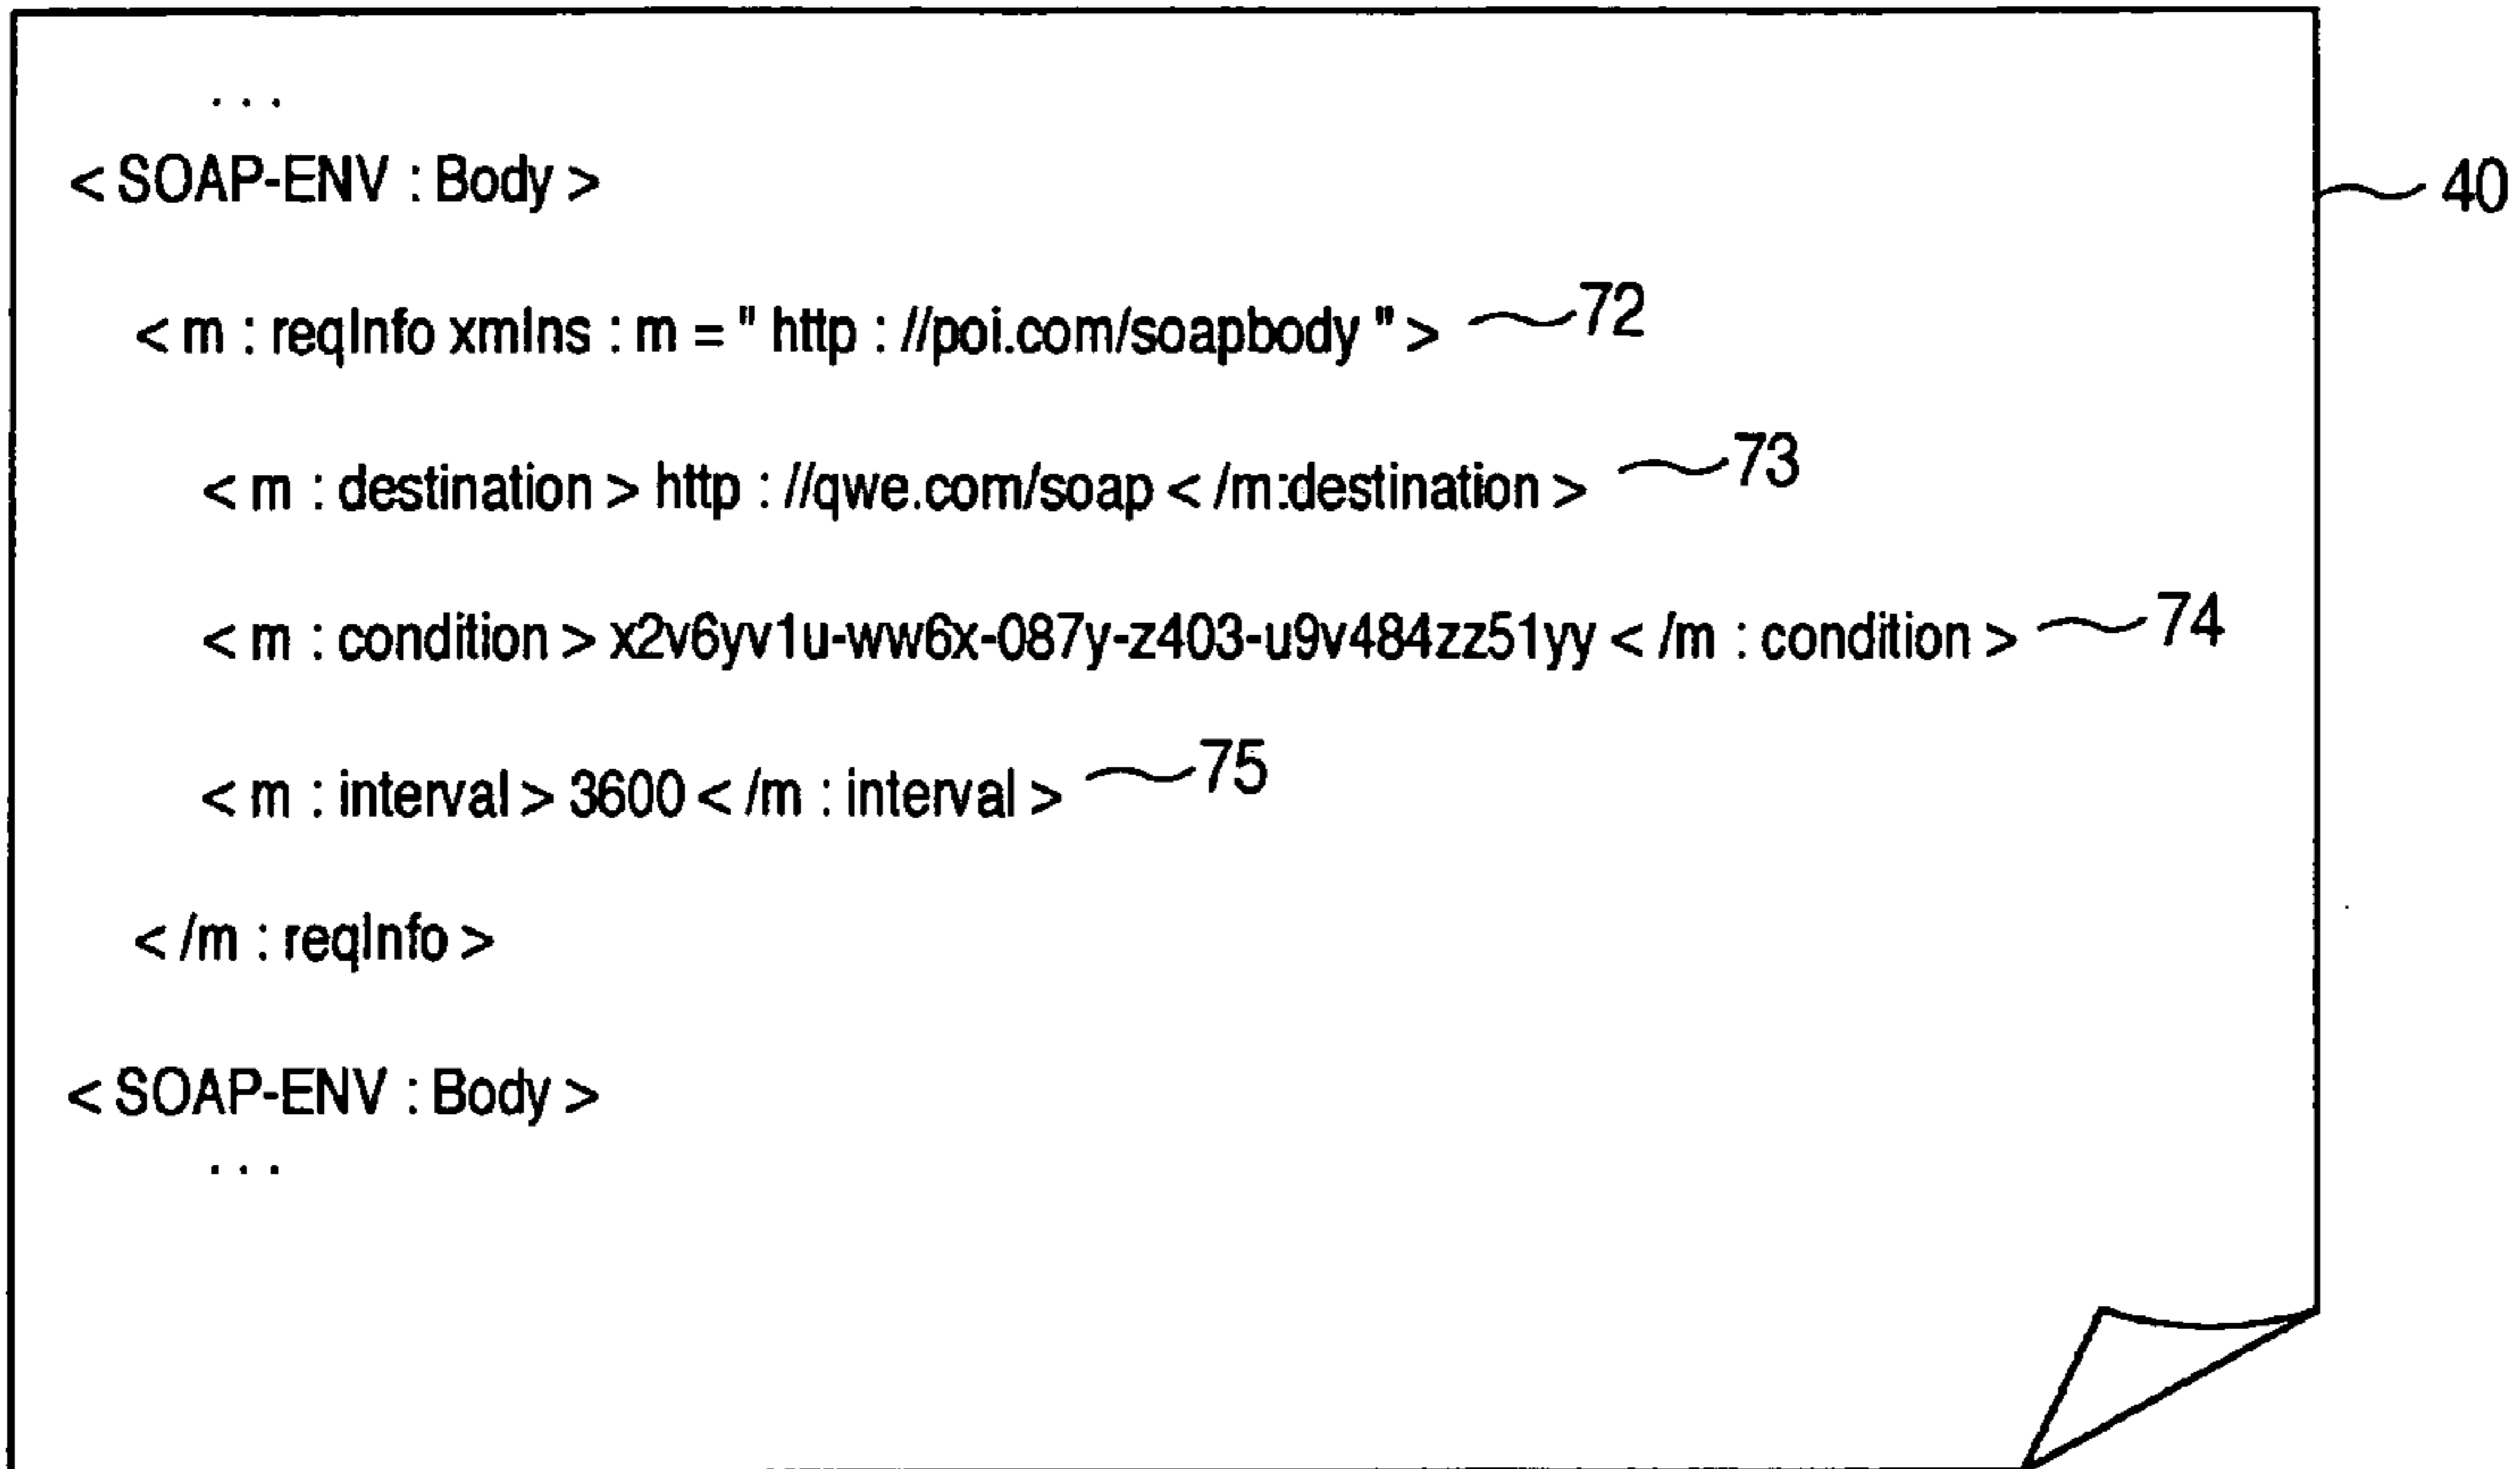 ...
< SOAP-ENV : Body >
40
< m : reqInfo xmlns : m = " http : //poi.com/soapbody " > 72
< m : destination > http : //qwe.com/soap < /m:destination > 73
< m : condition > x2v6yv1u-ww6x-087y-z403-u9v484zz51yy < /m : condition > 74
< m : interval > 3600 < /m : interval > 75
< /m : reqInfo >
< SOAP-ENV : Body >
...